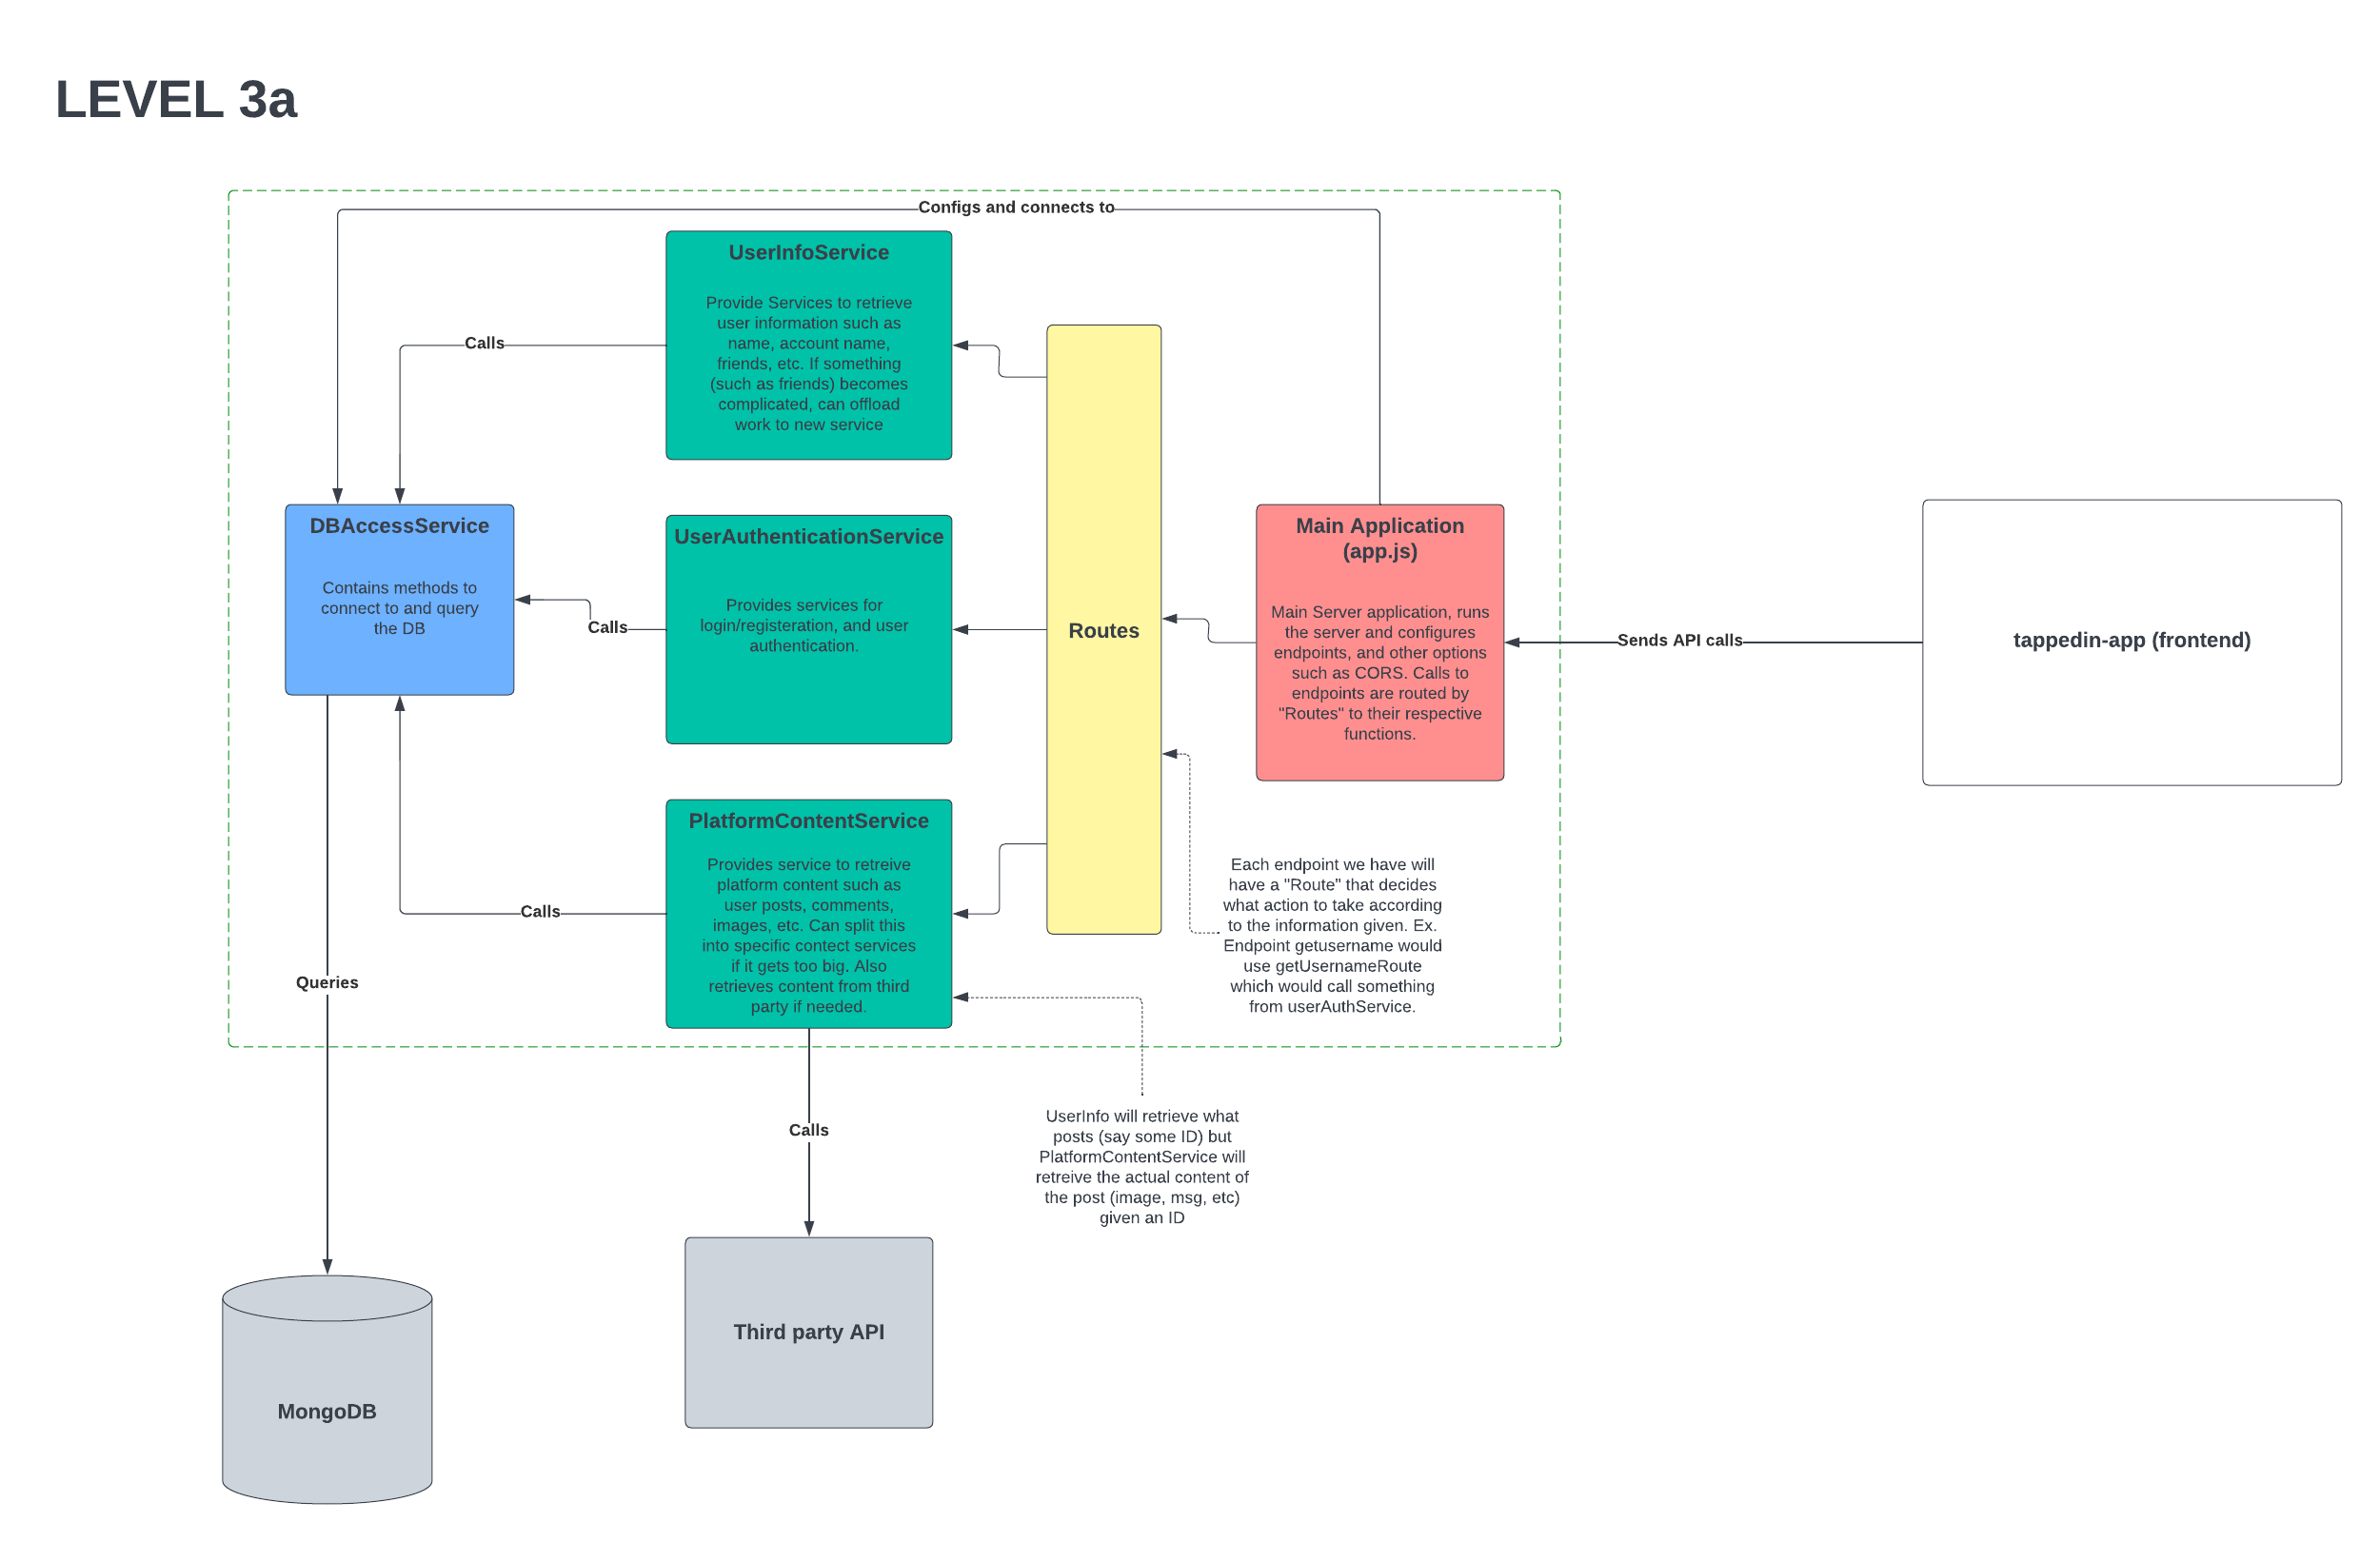 LEVEL 3a
Configs and connects to
UserInfoService
Provide Services to retrieve
user information such as
name, account name,
friends, etc. If something
(such as friends) becomes
complicated, can offload
work to new service
Calls
DBAccessService
Contains methods to
connect to and query
the DB
UserAuthenticationService
Provides services for
login/registeration, and user
authentication.
Calls
Routes
Main Application
(app.js)
Main Server application, runs
the server and configures
endpoints, and other options
such as CORS. Calls to
endpoints are routed by
"Routes" to their respective
functions.
Sends API calls
tappedin-app (frontend)
PlatformContentService
Provides service to retreive
platform content such as
user posts, comments,
images, etc. Can split this
into specific contect services
if it gets too big. Also
retrieves content from third
party if needed.
Calls
Each endpoint we have will
have a "Route" that decides
what action to take according
to the information given. Ex.
Endpoint getusername would
use getUsernameRoute
which would call something
from userAuthService.
Queries
Calls
UserInfo will retrieve what
posts (say some ID) but
PlatformContentService will
retreive the actual content of
the post (image, msg, etc)
given an ID
Third party API
MongoDB